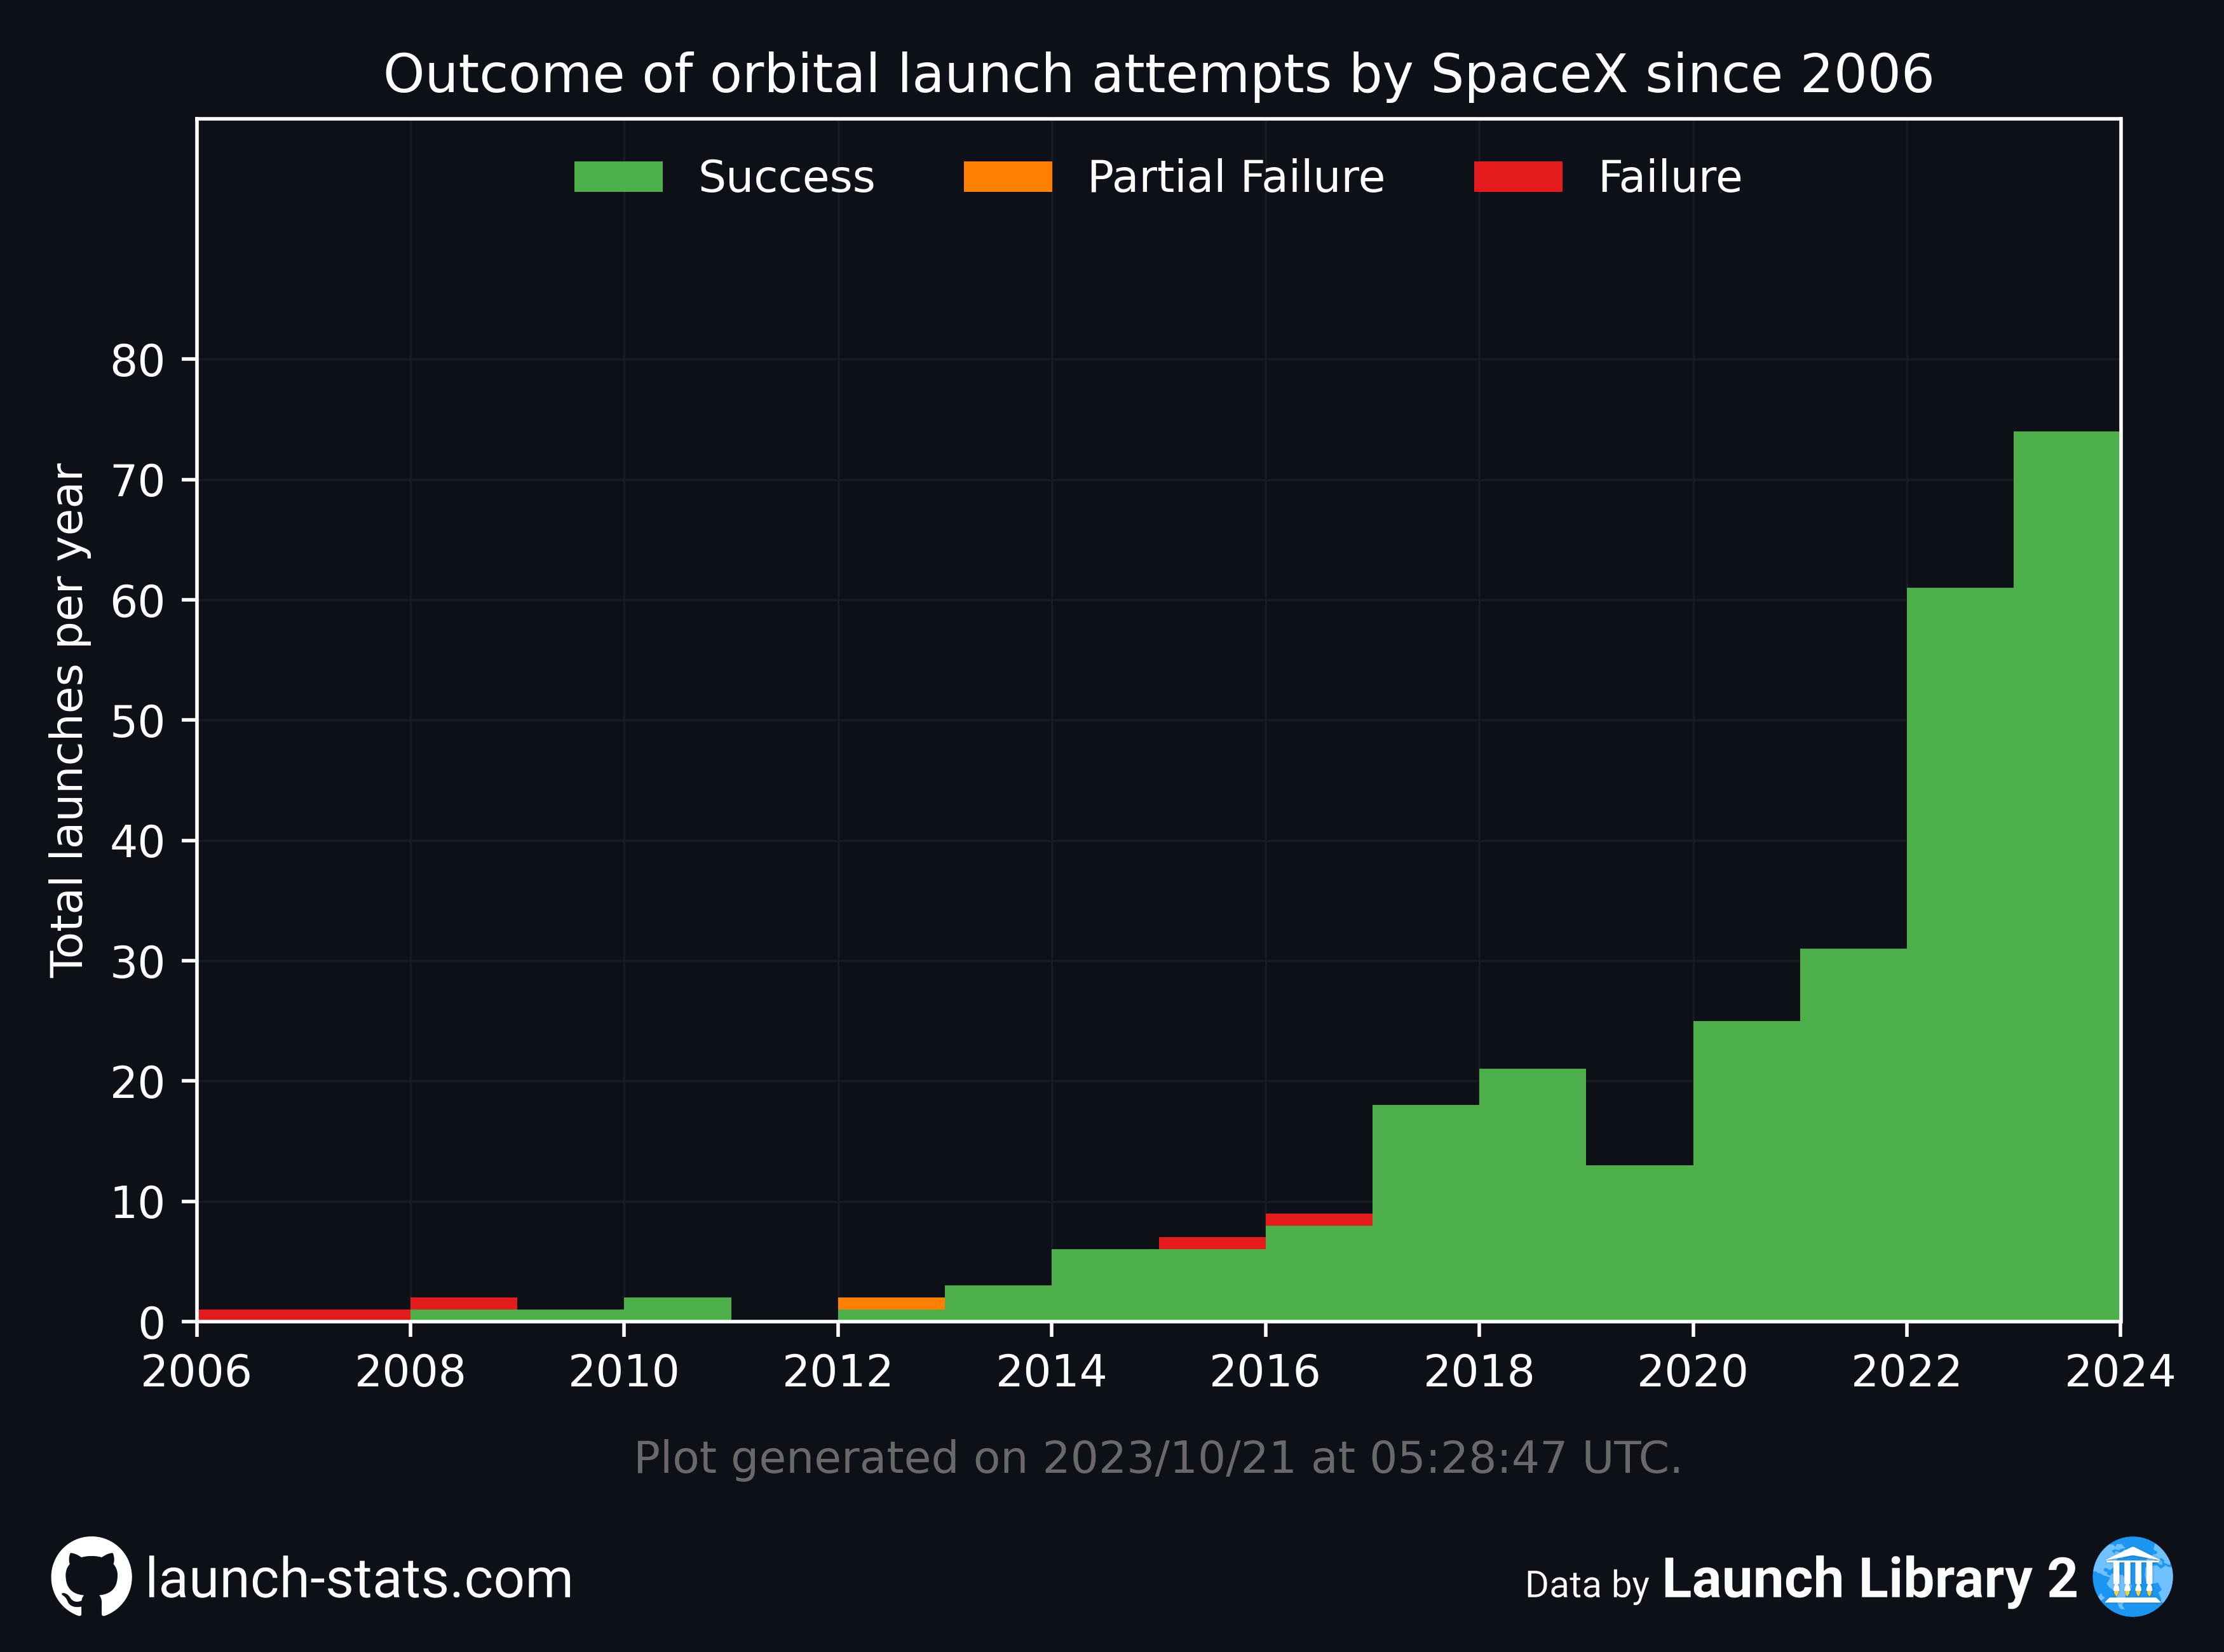 Outcome of orbital launch attempts by SpaceX since 2006
Success Partial Failure Failure
Total launches per year
80
70
60
50
40
30
20
10
0
2006 2008 2010 2012 2014 2016 2018 2020 2022 2024
Plot generated on 2023/10/21 at 05:28:47 UTC.
launch-stats.com
Data by Launch Library 2